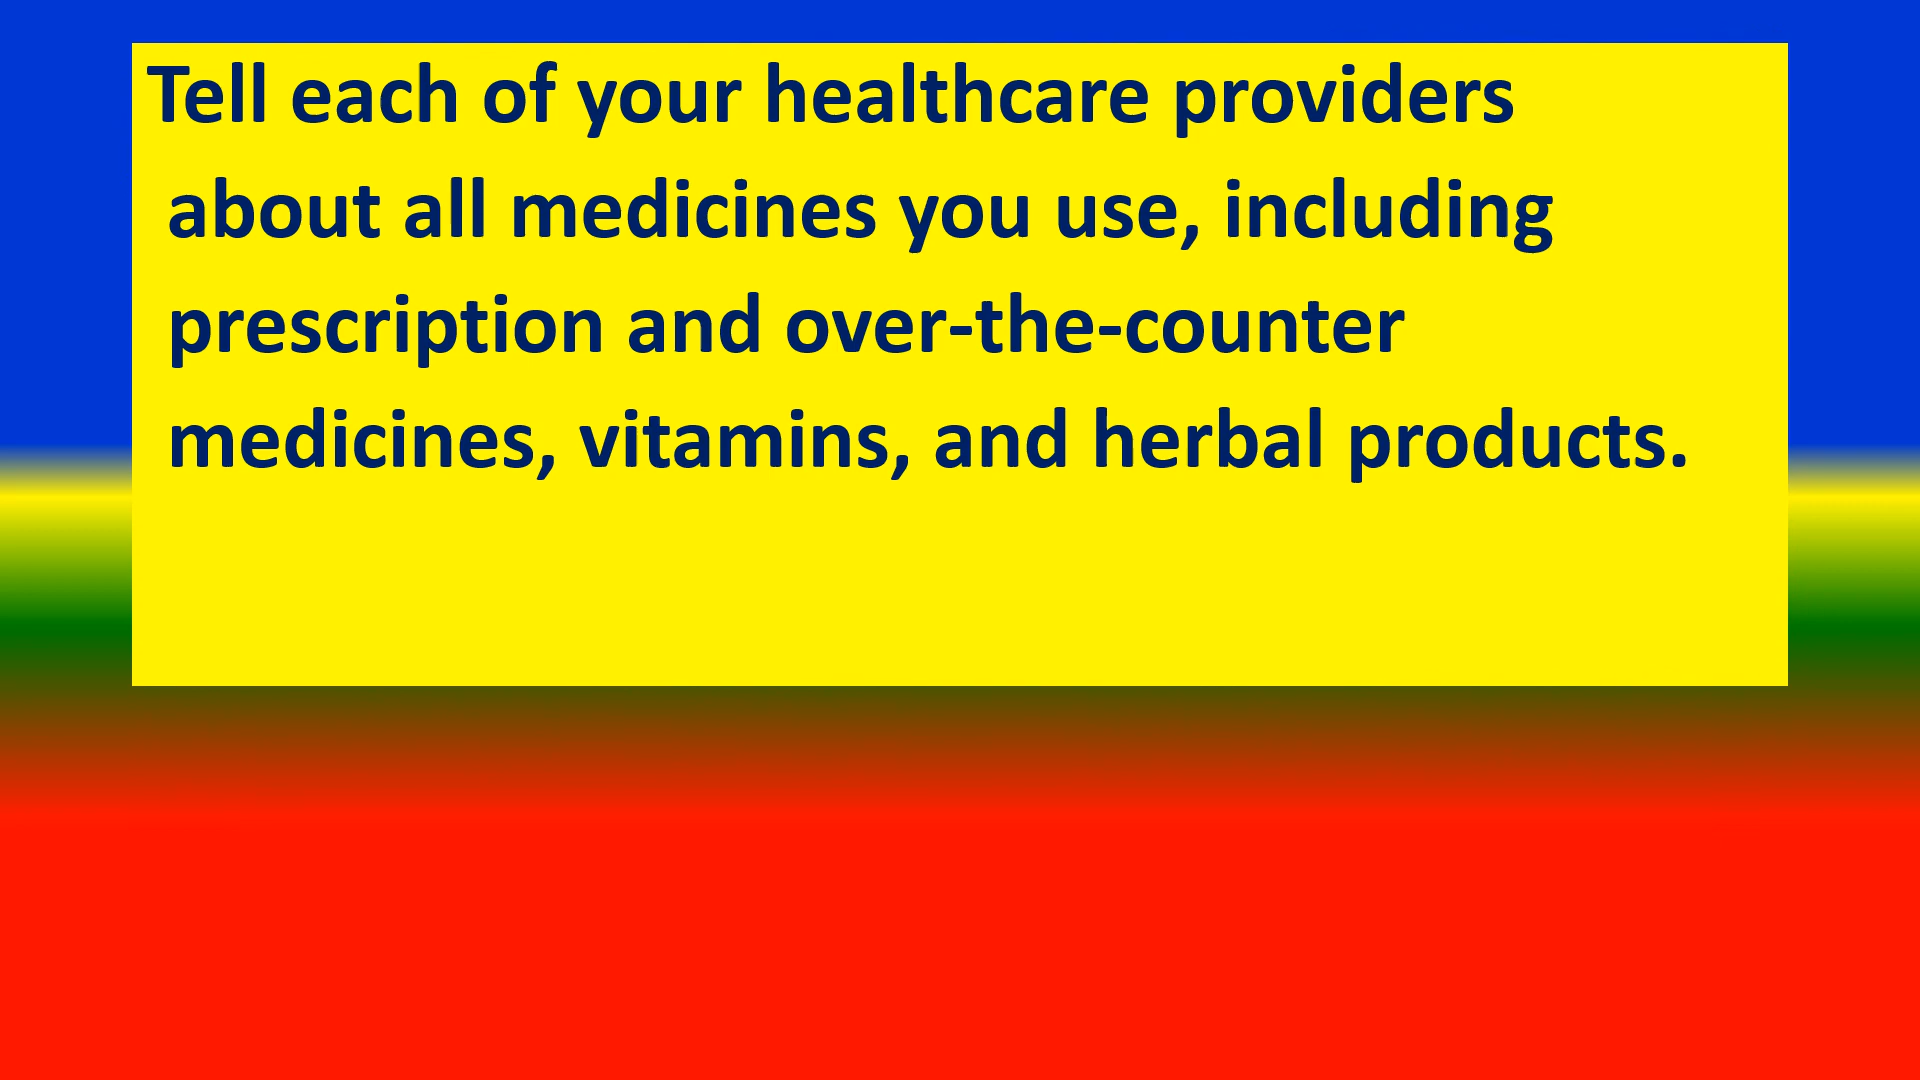 Tell each of your healthcare providers
about all medicines you use, including
prescription and over-the-counter
medicines, vitamins, and herbal products.